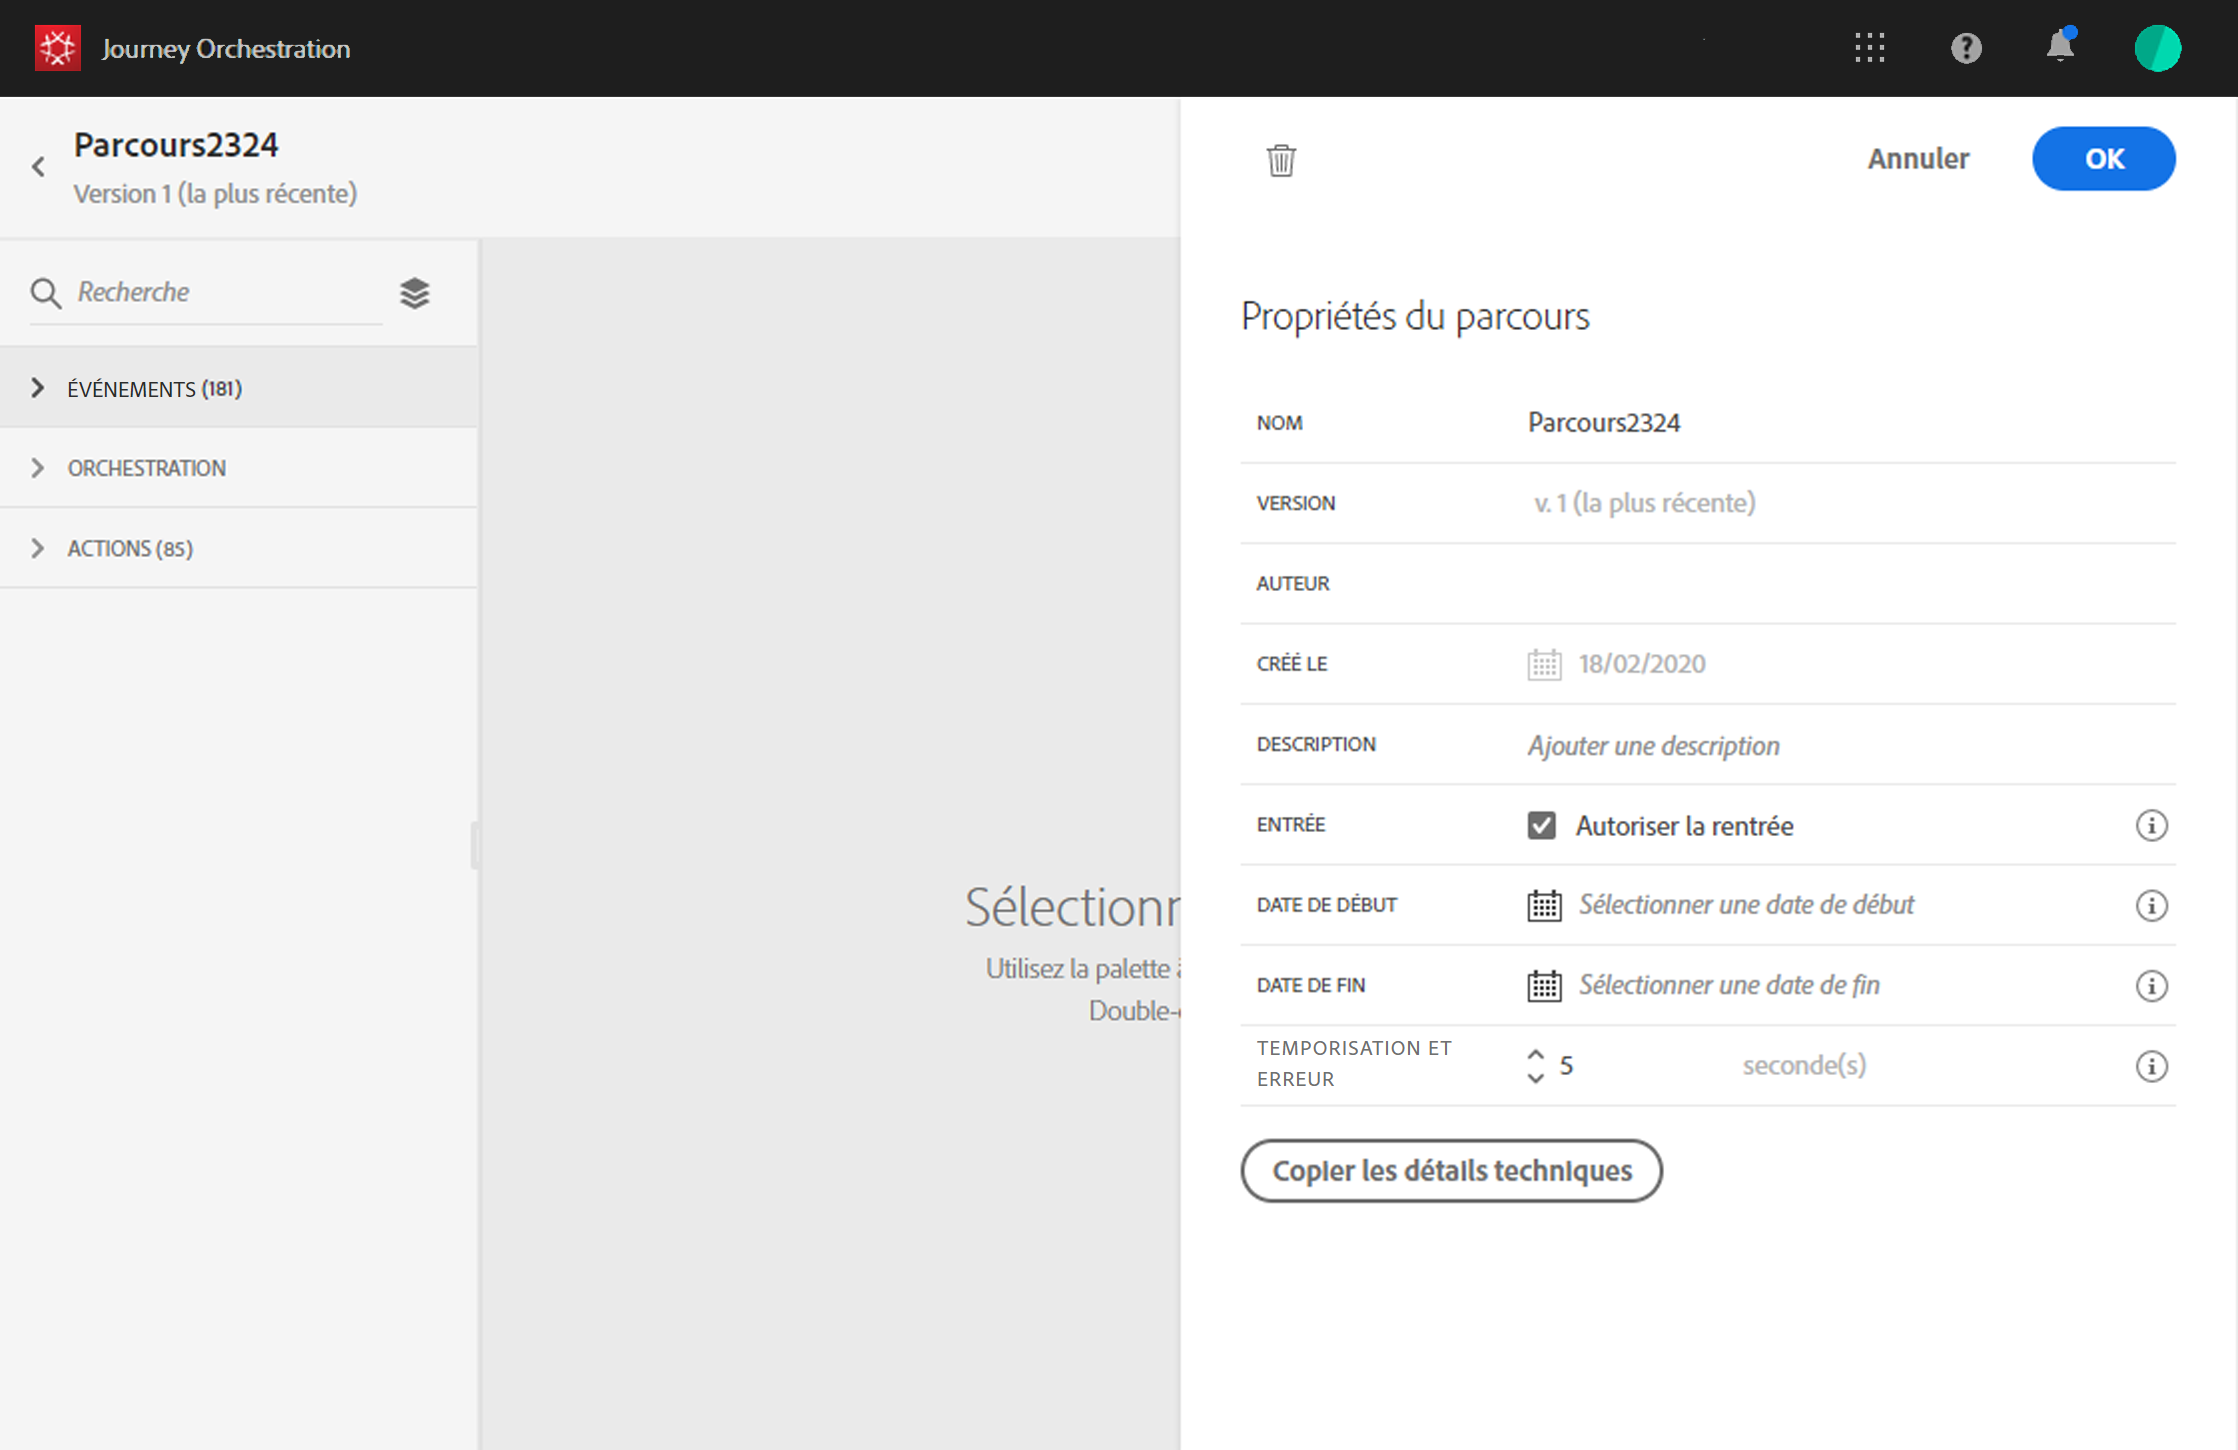 Journey Orchestration
Parcours2324
Version 1 (la plus récente)
Annuler
OK
Recherche
ÉVÉNEMENTS (181)
ORCHESTRATION
ACTIONS (85)
Sélectionn
Utilisez la palette
Double-
Propriétés du parcours
NOM
Parcours2324
VERSION
v. 1 (la plus récente)
AUTEUR
CRÉÉ LE
18/02/2020
DESCRIPTION
Ajouter une description
ENTRÉE
Autoriser la rentrée
DATE DE DÉBUT
Sélectionner une date de début
DATE DE FIN
Sélectionner une date de fin
TEMPORISATION ET
ERREUR
5 seconde(s)
Copier les détails techniques